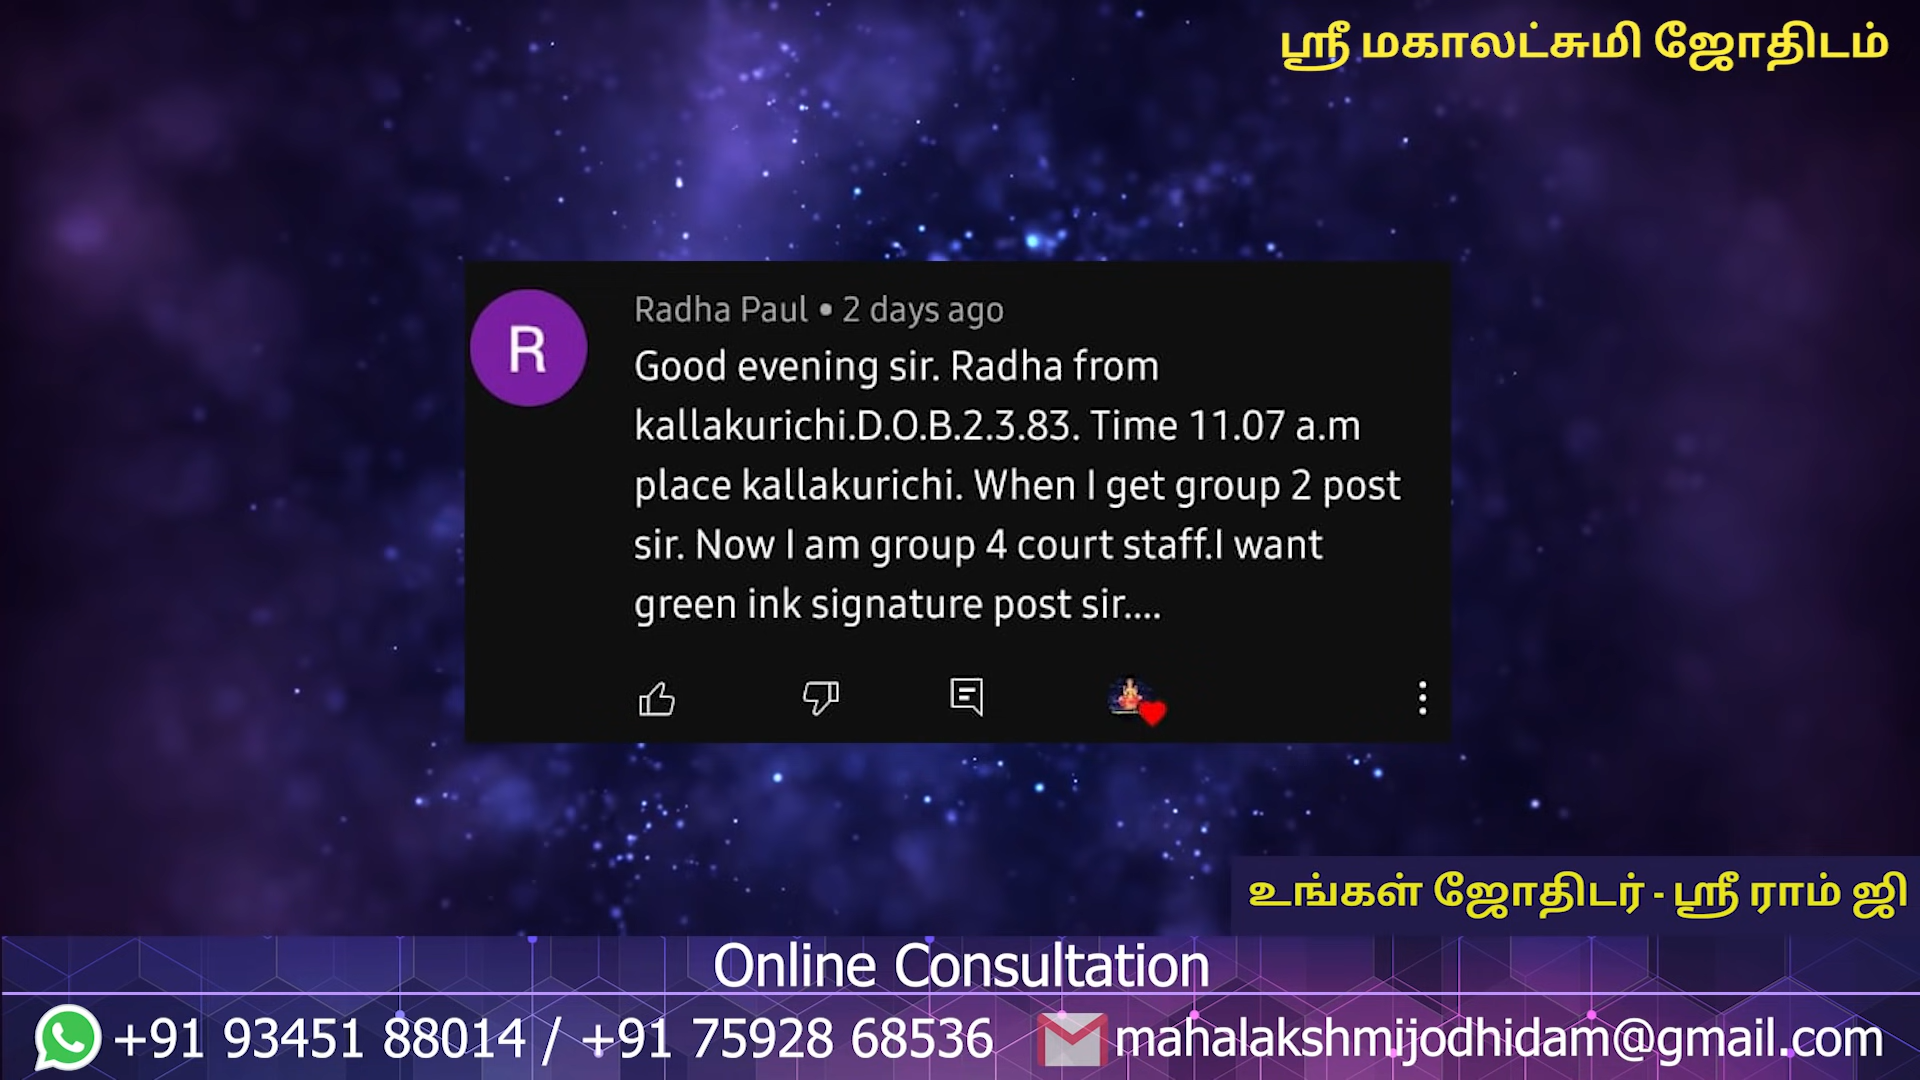 ஸ்ரீ மகாலட்சுமி ஜோதிடம்
R
Radha Paul • 2 days ago
Good evening sir. Radha from
kallakurichi.D.O.B.2.3.83. Time 11.07 a.m
place kallakurichi. When I get group 2 post
sir. Now I am group 4 court staff.I want
green ink signature post sir....
உங்கள் ஜோதிடர் - ஸ்ரீ ராம் ஜி
Online Consultation
+91 93451 88014 / +91 75928 68536 mahalakshmijodhidam@gmail.com